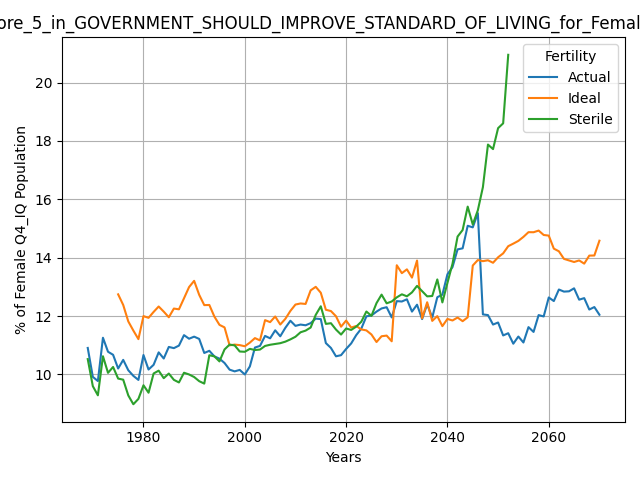 ore_5_in_GOVERNMENT_SHOULD_IMPROVE_STANDARD_OF_LIVING_for_Femal
% of Female Q4_IQ Population
20
18
16
14
12
10
1980
2000
2020
2040
2060
Years
Fertility
Actual
Ideal
Sterile